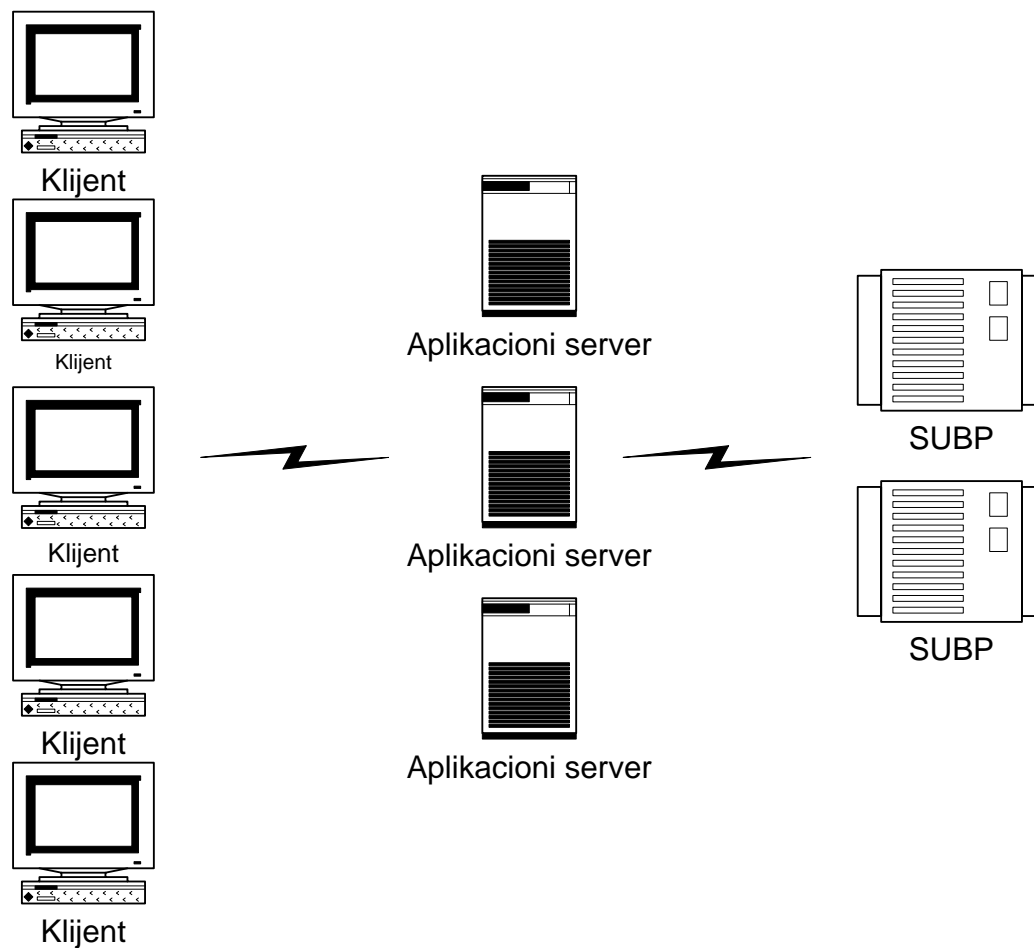 Klijent
Klijent
Klijent
Klijent
Klijent
Aplikacioni server
Aplikacioni server
Aplikacioni server
SUBP
SUBP